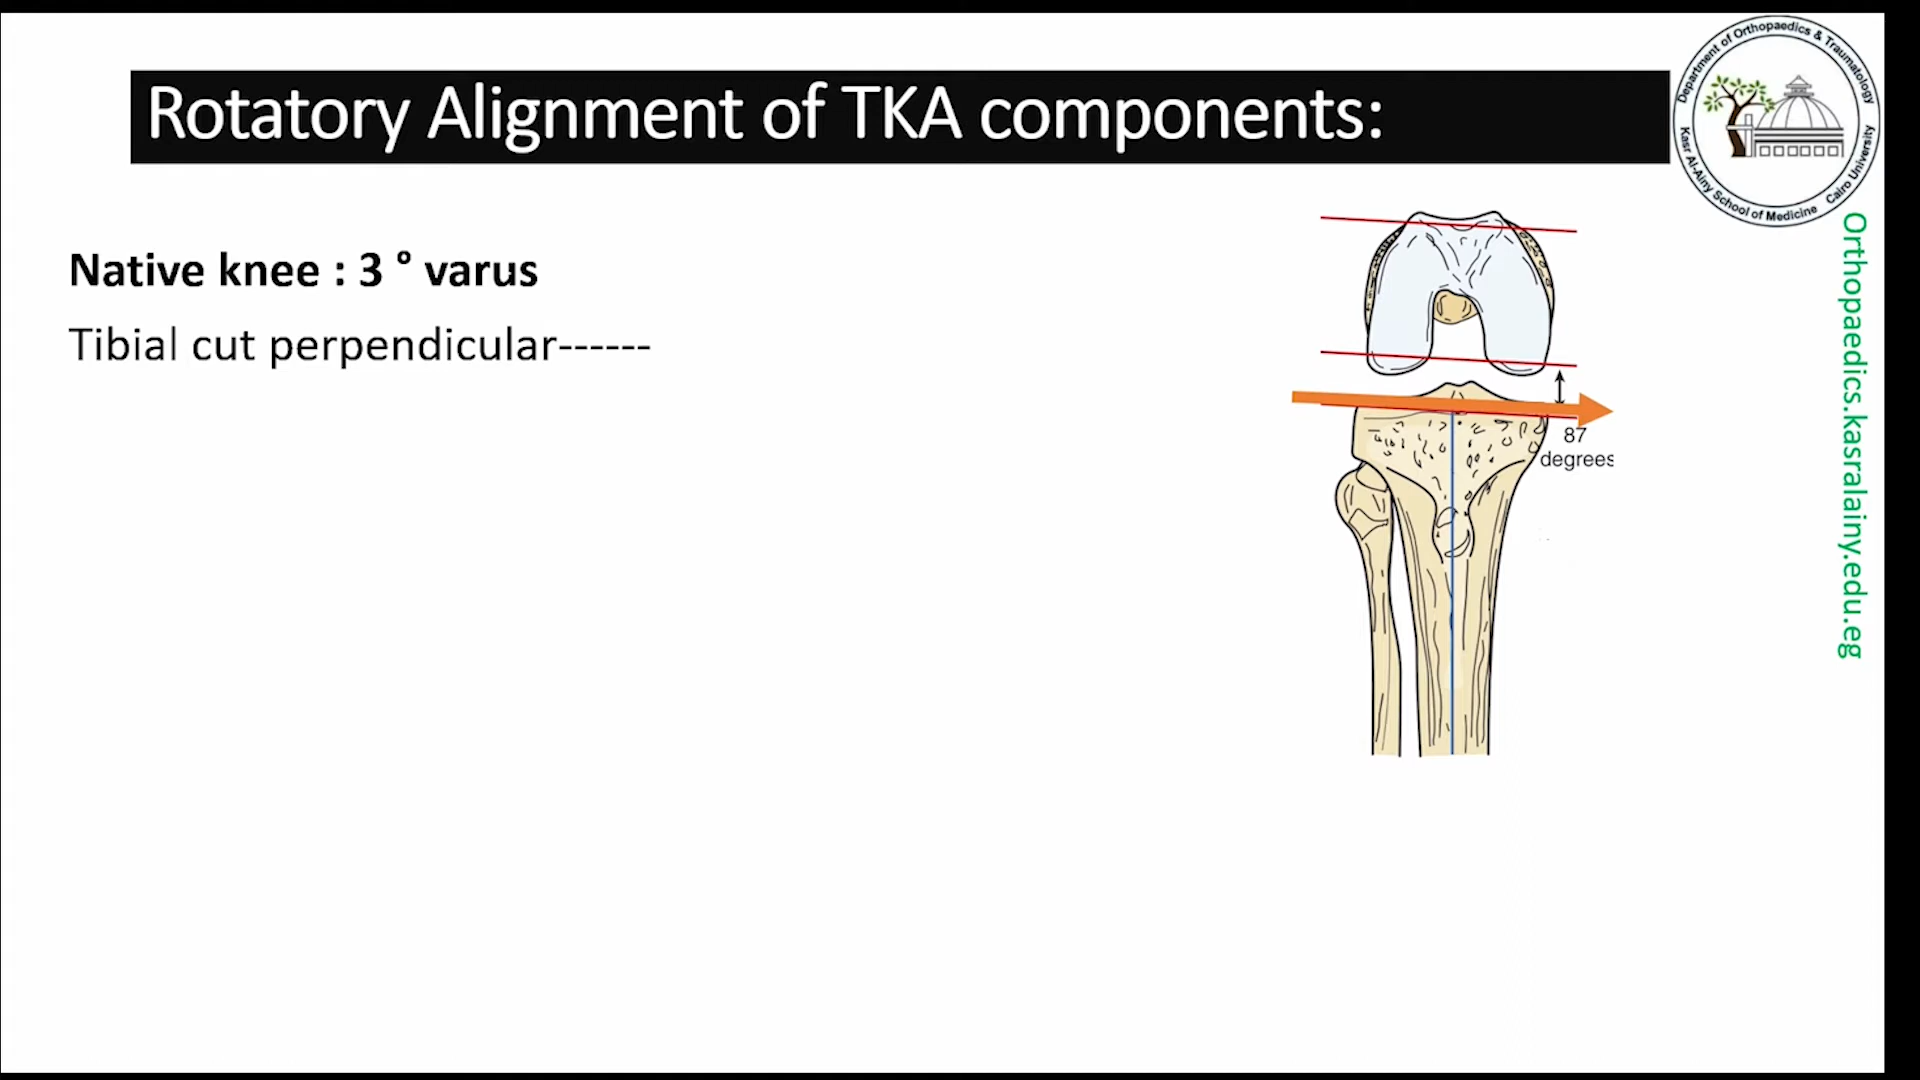 Rotatory Alignment of TKA components:
Department of Orthopaedics & Traumatology
Kasr Al-Ainy School of Medicine Cairo University
Native knee : 3 ° varus
Tibial cut perpendicular------
87
degrees
Orthopaedics.kasralainy.edu.eg